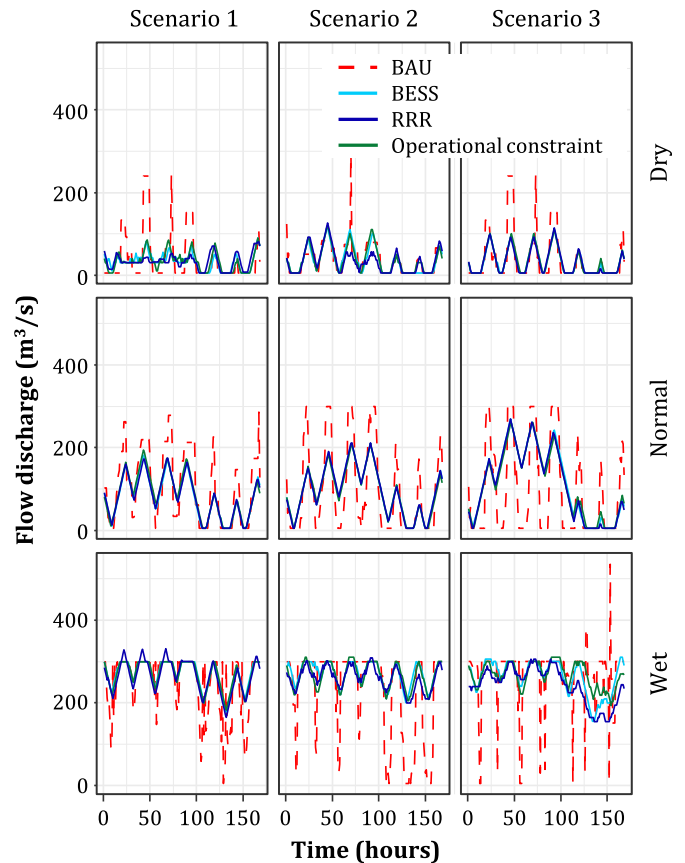 Scenario 1 Scenario 2 Scenario 3
BAU
BESS
RRR
Operational constraint
400
200
0
Dry
Flow discharge (m³/s)
400
200
0
Normal
400
200
0
Wet
0 50 100 150 0 50 100 150 0 50 100 150
Time (hours)